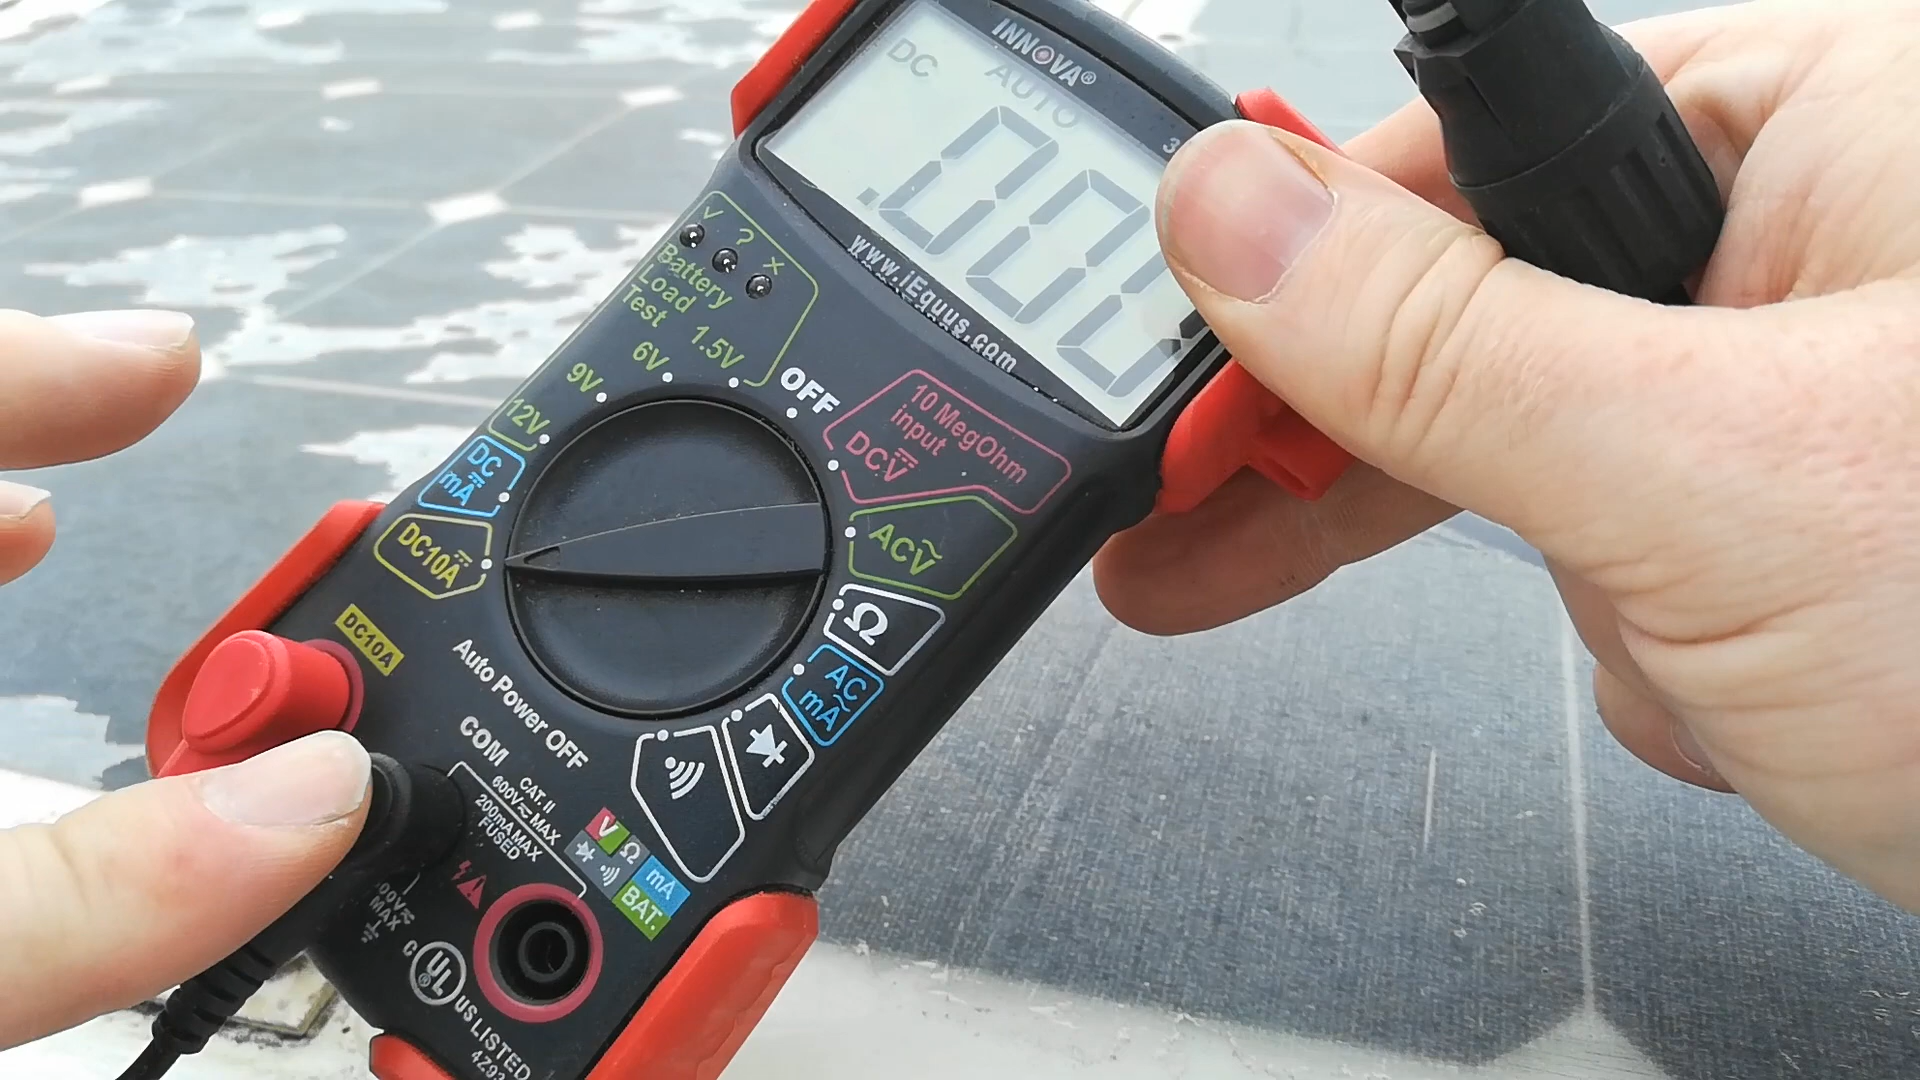 INNOVA®
DC
AUTO
.000
www.iEquus.com
✓ ? ×
Battery
Load
Test
1.5V
6V
9V
12V
OFF
10 MegOhm
input
DCV
DC
mA
ACV
DC10A
Ω
AC
mA
DC10A
Auto Power OFF
COM
CAT. II
600V MAX
200mA MAX
FUSED
V Ω
mA
BAT.
MAX
C UL® US LISTED